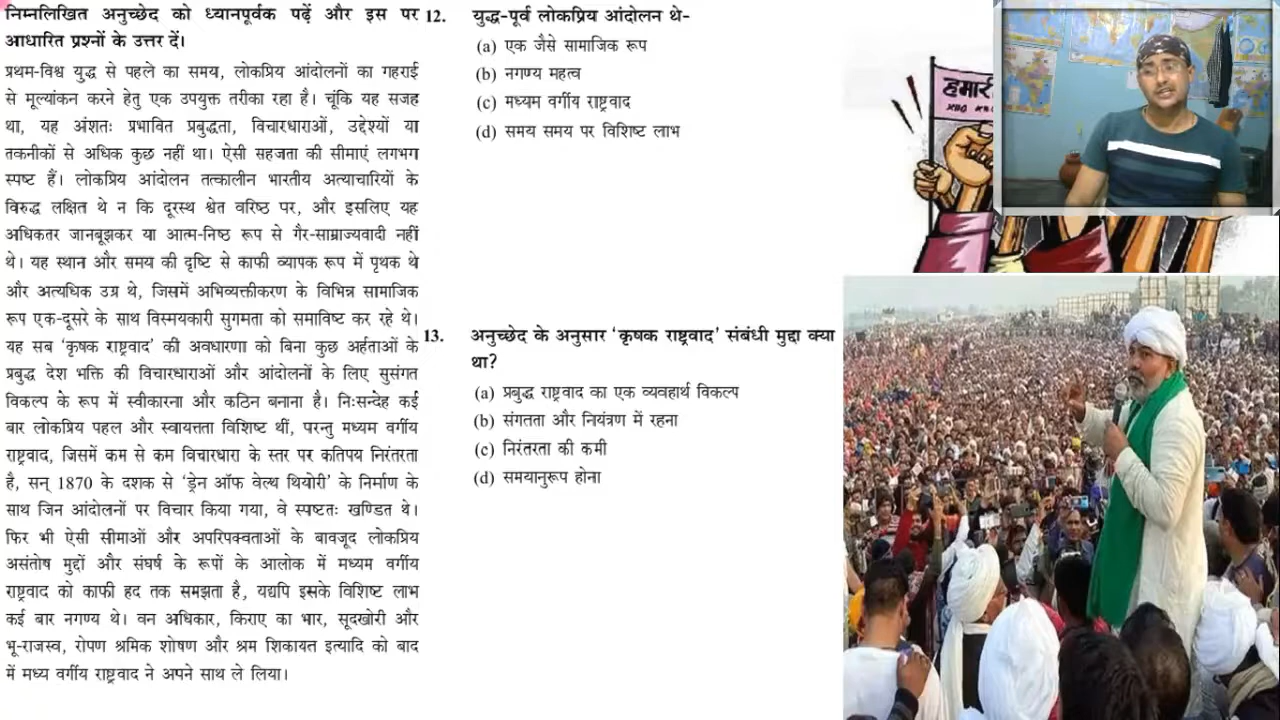 निम्नलिखित अनुच्छेद को ध्यानपूर्वक पढ़ें और इस पर
आधारित प्रश्नों के उत्तर दें।
प्रथम-विश्व युद्ध से पहले का समय, लोकप्रिय आंदोलनों का गहराई
से मूल्यांकन करने हेतु एक उपयुक्त तरीका रहा है। चूंकि यह सजह
था, यह अंशतः प्रभावित प्रबुद्धता, विचारधाराओं, उद्देश्यों या
तकनीकों से अधिक कुछ नहीं था। ऐसी सहजता की सीमाएं लगभग
स्पष्ट हैं। लोकप्रिय आंदोलन तत्कालीन भारतीय अत्याचारियों के
विरुद्ध लक्षित थे न कि दूरस्थ श्वेत वरिष्ठ पर, और इसलिए यह
अधिकतर जानबूझकर या आत्म-निष्ठ रूप से गैर-साम्राज्यवादी नहीं
थे। यह स्थान और समय की दृष्टि से काफी व्यापक रूप में पृथक थे
और अत्यधिक उग्र थे, जिसमें अभिव्यक्तीकरण के विभिन्न सामाजिक
रूप एक-दूसरे के साथ विस्मयकारी सुगमता को समाविष्ट कर रहे थे।
यह सब 'कृषक राष्ट्रवाद' की अवधारणा को बिना कुछ अर्हताओं के
प्रबुद्ध देश भक्ति की विचारधाराओं और आंदोलनों के लिए सुसंगत
विकल्प के रूप में स्वीकारना और कठिन बनाना है। निःसन्देह कई
बार लोकप्रिय पहल और स्वायत्तता विशिष्ट थीं, परन्तु मध्यम वर्गीय
राष्ट्रवाद, जिसमें कम से कम विचारधारा के स्तर पर कतिपय निरंतरता
है, सन् 1870 के दशक से 'ड्रेन ऑफ वेल्थ थियोरी' के निर्माण के
साथ जिन आंदोलनों पर विचार किया गया, वे स्पष्टतः खण्डित थे।
फिर भी ऐसी सीमाओं और अपरिपक्वताओं के बावजूद लोकप्रिय
असंतोष मुद्दों और संघर्ष के रूपों के आलोक में मध्यम वर्गीय
राष्ट्रवाद को काफी हद तक समझता है, यद्यपि इसके विशिष्ट लाभ
कई बार नगण्य थे। वन अधिकार, किराए का भार, सूदखोरी और
भू-राजस्व, रोपण श्रमिक शोषण और श्रम शिकायत इत्यादि को बाद
में मध्य वर्गीय राष्ट्रवाद ने अपने साथ ले लिया।
12. युद्ध-पूर्व लोकप्रिय आंदोलन थे-
(a) एक जैसे सामाजिक रूप
(b) नगण्य महत्व
(c) मध्यम वर्गीय राष्ट्रवाद
(d) समय समय पर विशिष्ट लाभ
13. अनुच्छेद के अनुसार 'कृषक राष्ट्रवाद' संबंधी मुद्दा क्या
था?
(a) प्रबुद्ध राष्ट्रवाद का एक व्यवहार्थ विकल्प
(b) संगतता और नियंत्रण में रहना
(c) निरंतरता की कमी
(d) समयानुरूप होना
हमारी